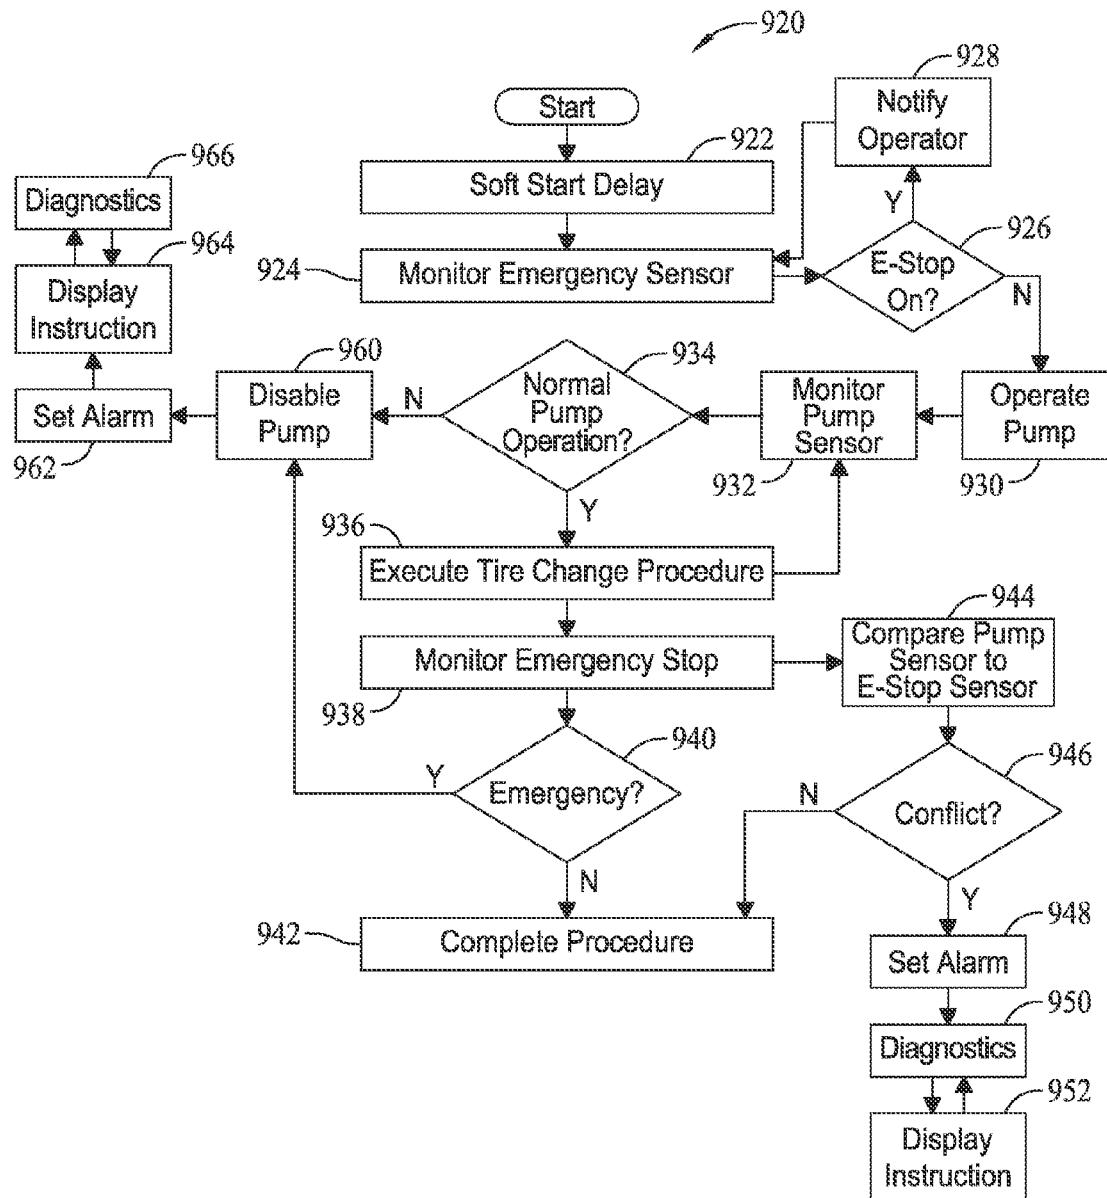 920
Start
922
Soft Start Delay
924
Monitor Emergency Sensor
928
Notify
Operator
Y
926
E-Stop
On?
N
966
Diagnostics
964
Display
Instruction
Set Alarm
962
960
Disable
Pump
N
934
Normal
Pump
Operation?
Y
Monitor
Pump
Sensor
932
Operate
Pump
930
936
Execute Tire Change Procedure
Monitor Emergency Stop
938
944
Compare Pump
Sensor to
E-Stop Sensor
940
Emergency?
Y
N
946
Conflict?
N
Y
942
Complete Procedure
948
Set Alarm
950
Diagnostics
952
Display
Instruction